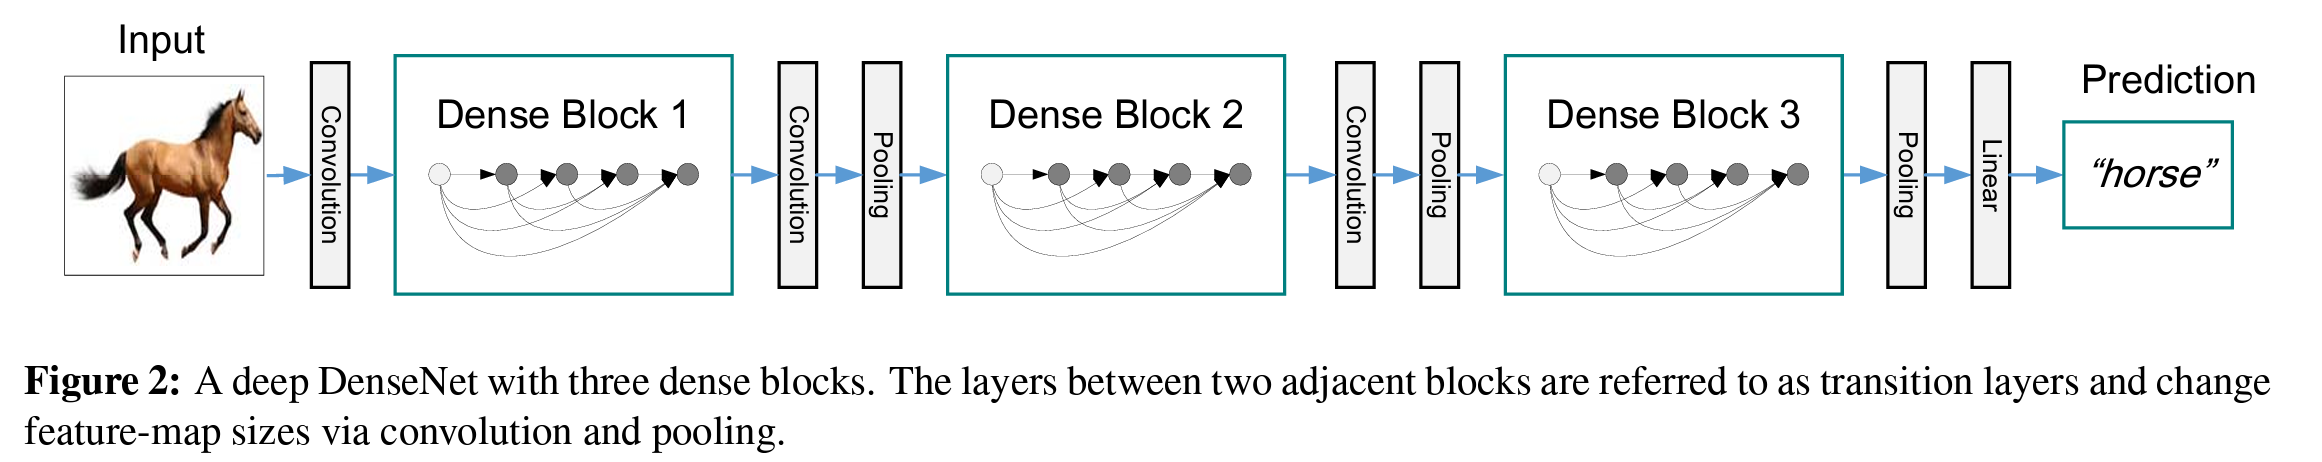 Input
Convolution
Dense Block 1
Convolution
Pooling
Dense Block 2
Convolution
Pooling
Dense Block 3
Pooling
Linear
Prediction
“horse”
Figure 2: A deep DenseNet with three dense blocks. The layers between two adjacent blocks are referred to as transition layers and change
feature-map sizes via convolution and pooling.